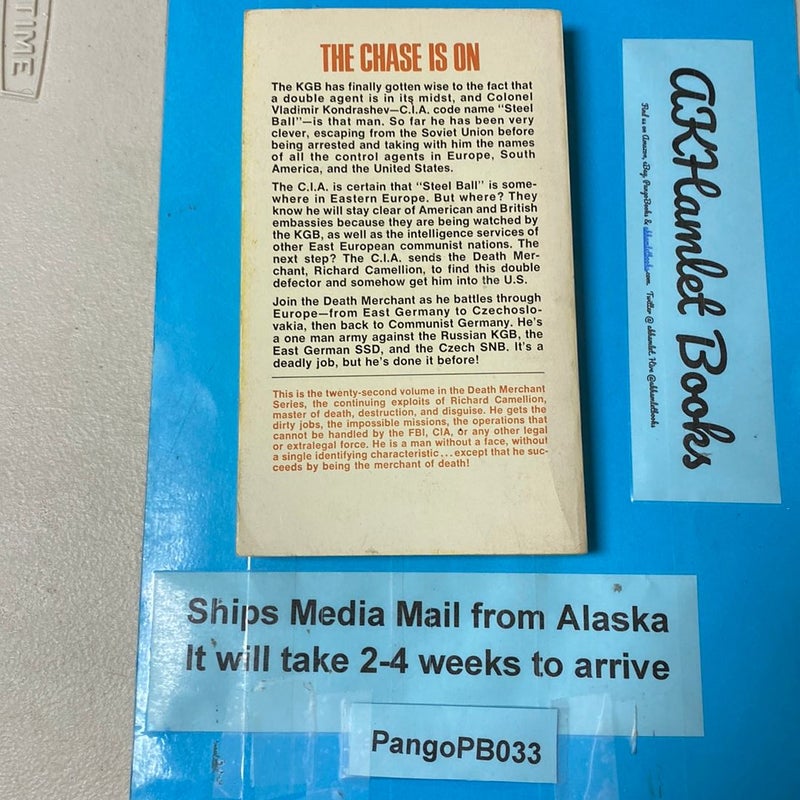 TIME
THE CHASE IS ON
The KGB has finally gotten wise to the fact that
a double agent is in its midst, and Colonel
Vladimir Kondrashev—C.I.A. code name "Steel
Ball"—is that man. So far he has been very
clever, escaping from the Soviet Union before
being arrested and taking with him the names
of all the control agents in Europe, South
America, and the United States.
The C.I.A. is certain that "Steel Ball" is some-
where in Eastern Europe. But where? They
know he will stay clear of American and British
embassies because they are being watched by
the KGB, as well as the intelligence services of
other East European communist nations. The
next step? The C.I.A. sends the Death Mer-
chant, Richard Camellion, to find this double
defector and somehow get him into the U.S.
Join the Death Merchant as he battles through
Europe—from East Germany to Czechoslo-
vakia, then back to Communist Germany. He's
a one man army against the Russian KGB, the
East German SSD, and the Czech SNB. It's a
deadly job, but he's done it before!
This is the twenty-second volume in the Death Merchant
Series, the continuing exploits of Richard Camellion,
master of death, destruction, and disguise. He gets the
dirty jobs, the impossible missions, the operations that
cannot be handled by the FBI, CIA, or any other legal
or extralegal force. He is a man without a face, without
a single identifying characteristic...except that he suc-
ceeds by being the merchant of death!
AKHamlet Books
Find us on Amazon, eBay, PangoBooks & akhamletbooks.com. Twitter @ akhamlet. Hive @akhamletbooks
Ships Media Mail from Alaska
It will take 2-4 weeks to arrive
PangoPB033